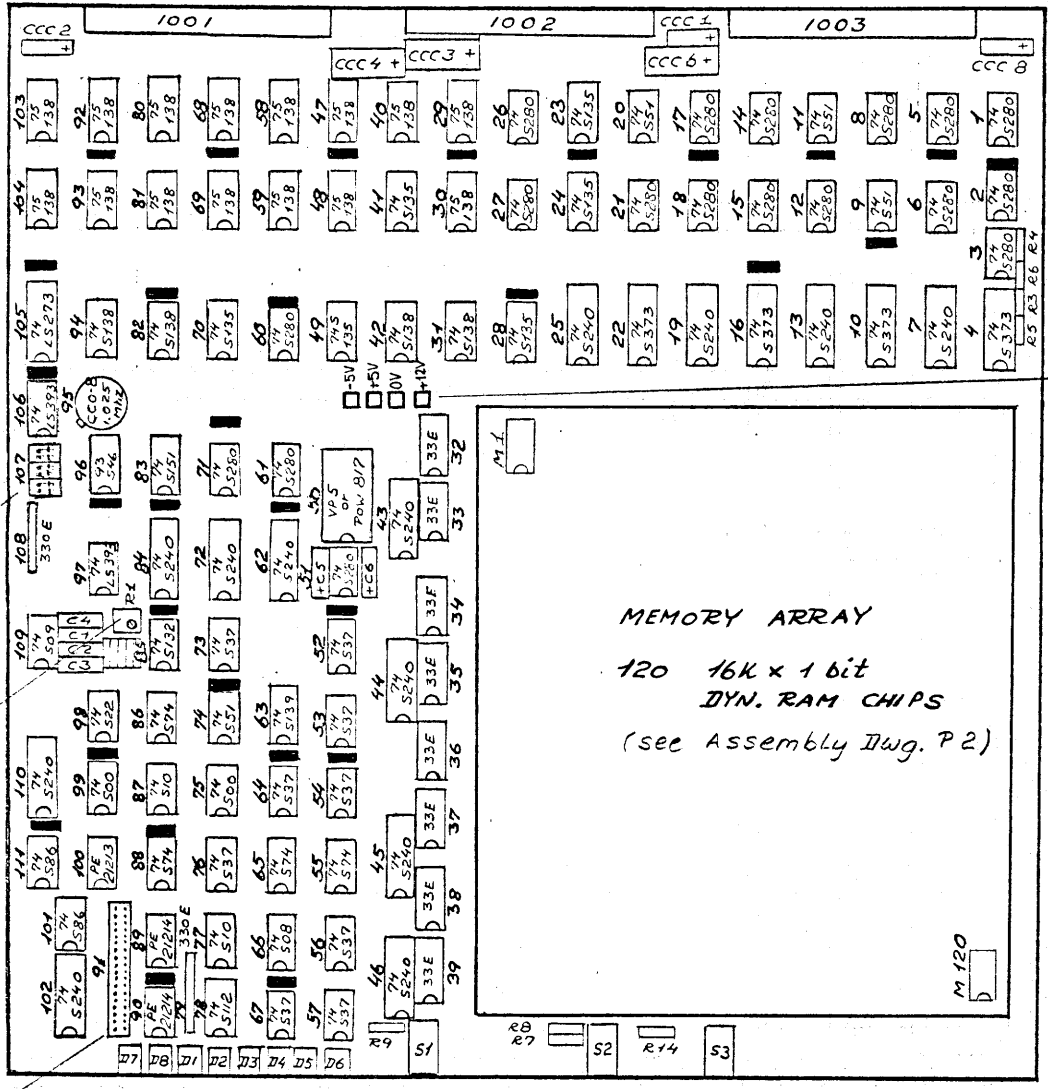 CCC 2
1001
1002
CCC 1
1003
+
+
+
CCC 4 +
CCC 3 +
CCC 6 +
CCC 8
103 75 138
92 75 138
80 75 138
68 75 138
58 75 138
47 75 138
40 75 138
29 75 138
26 74 S280
23 74 S135
20 74 S51
17 74 S280
14 74 S280
11 74 S51
8 74 S280
5 74 S280
1 74 S280
104 75 138
93 75 138
81 75 138
69 75 138
59 75 138
48 75 138
41 74 S135
30 75 138
27 74 S280
24 74 S135
21 74 S280
18 74 S280
15 74 S280
12 74 S280
9 74 S51
6 74 S280
2 74 S280
3 74 S280
R4
R6
105 74 LS273
94 74 S138
82 74 S138
70 74 S135
60 74 S280
49 74S 135
42 74 S138
31 74 S138
28 74 S135
25 74 S240
22 74 S373
19 74 S240
16 74 S373
13 74 S240
10 74 S373
7 74 S240
4 74 S373
R3
R5
-5V
+5V
0V
+12V
106 74 LS393
95 CCO-8 1.025 Mhz
107
96 93 S46
83 74 S151
71 74 S280
61 74 S280
50 VP5 or Pow 817
43 74 S240
33E 32
33E 33
M1
108 330 E
97 74 LS393
84 74 S240
72 74 S240
62 74 S240
51 74 S280
+C5
+C6
R1
33E 34
109 74 S09
C4
C1
C2
C3
85 74 S132
73 74 S37
52 74 S37
44 74 S240
33E 35
MEMORY ARRAY
120 16K x 1 bit
DYN. RAM CHIPS
(see Assembly Dwg. P 2)
98 74 S22
86 74 S74
74 74 S51
63 74 S139
53 74 S37
33E 36
110 74 S240
99 74 S00
87 74 S10
75 74 S00
64 74 S37
54 74 S37
33E 37
111 74 S86
100 PE 21213
88 74 S74
76 74 S37
65 74 S74
55 74 S74
45 74 S240
33E 38
101 74 S86
91
89 PE 21214
330 E
77 74 S10
66 74 S08
56 74 S37
46 74 S240
33E 39
M120
102 74 S240
90 PE 21214
79
78 74 S112
67 74 S37
57 74 S37
R9
S1
R8
R7
S2
R14
S3
D7 D8 D1 D2 D3 D4 D5 D6